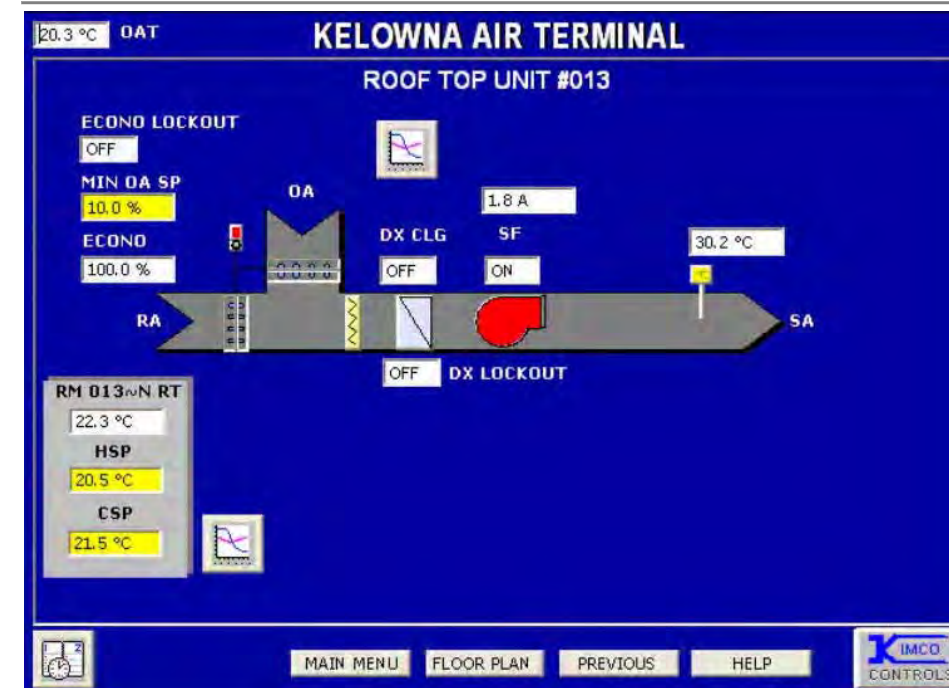 20.3 °C OAT
KELOWNA AIR TERMINAL
ROOF TOP UNIT #013
ECONO LOCKOUT
OFF
MIN OA SP
10.0 %
ECONO
100.0 %
OA
DX CLG
OFF
1.8 A
SF
ON
30.2 °C
°C
RA
SA
OFF DX LOCKOUT
RM 013~N RT
22.3 °C
HSP
20.5 °C
CSP
21.5 °C
1 2
MAIN MENU
FLOOR PLAN
PREVIOUS
HELP
KIMCO
CONTROLS